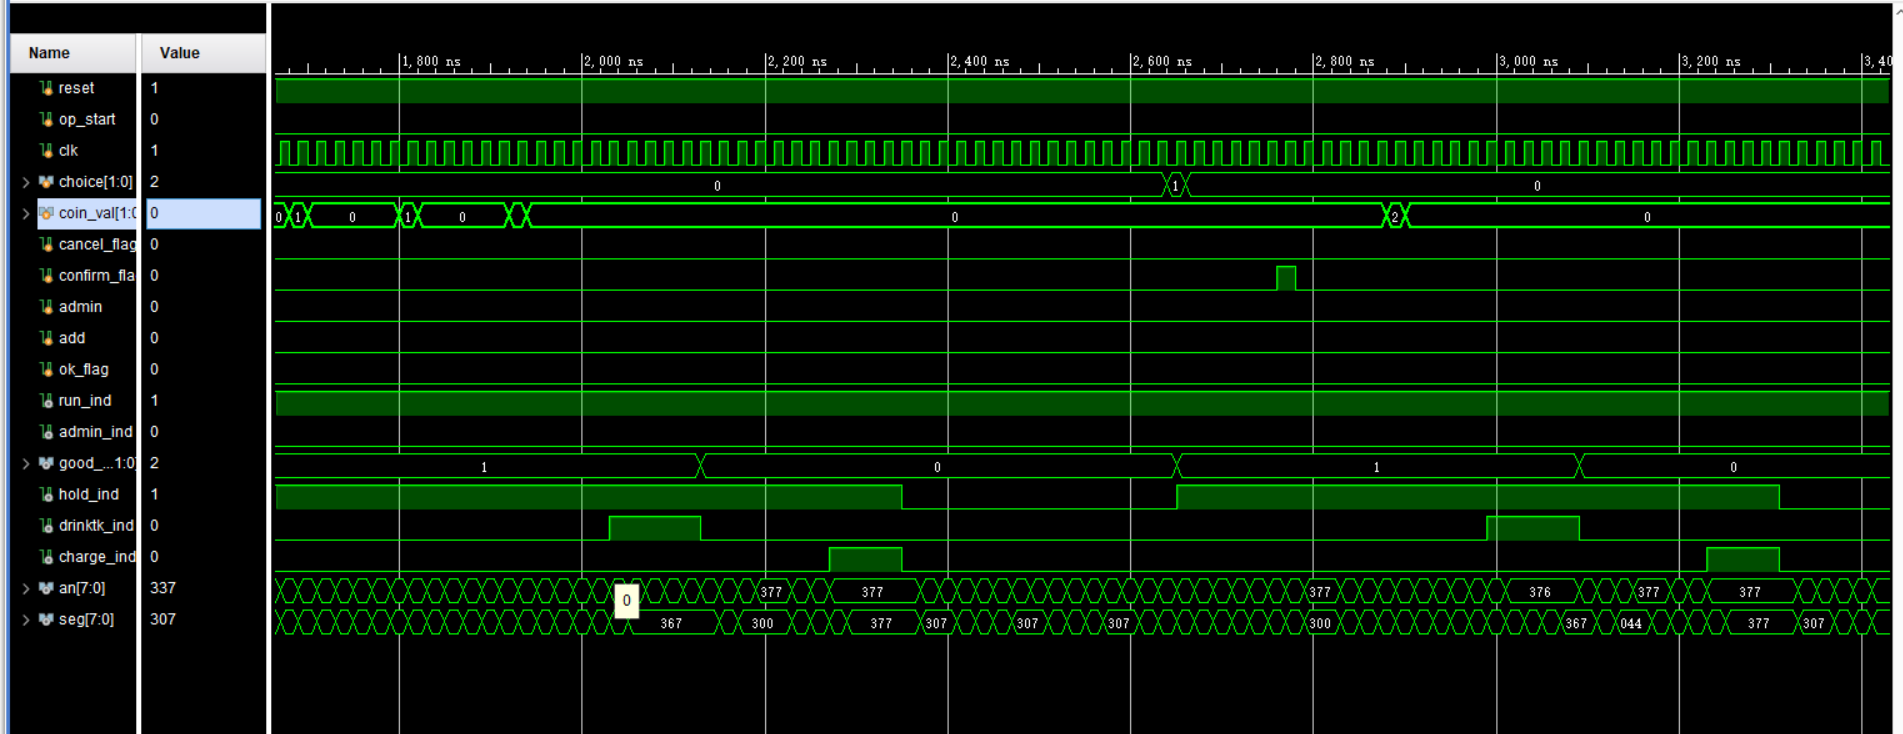 Name Value
1,800 ns 2,000 ns 2,200 ns 2,400 ns 2,600 ns 2,800 ns 3,000 ns 3,200 ns 3,40
reset 1
op_start 0
clk 1
choice[1:0] 2 0 1 0
coin_val[1:0 0 0 1 0 1 0 0 2 0
cancel_flag 0
confirm_fla 0
admin 0
add 0
ok_flag 0
run_ind 1
admin_ind 0
good_...1:0] 2 1 0 1 0
hold_ind 1
drinktk_ind 0
charge_ind 0
an[7:0] 337 377 377 377 376 377 377
0
seg[7:0] 307 367 300 377 307 307 307 300 367 044 377 307